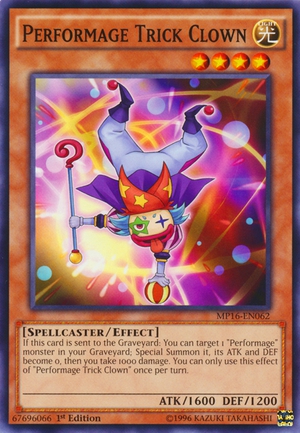 PERFORMAGE TRICK CLOWN
LIGHT
光
MP16-EN062
[SPELLCASTER/EFFECT]
If this card is sent to the Graveyard: You can target 1 "Performage"
monster in your Graveyard; Special Summon it, its ATK and DEF
become 0, then you take 1000 damage. You can only use this effect
of "Performage Trick Clown" once per turn.
ATK/1600 DEF/1200
67696066 1st Edition ©1996 KAZUKI TAKAHASHI